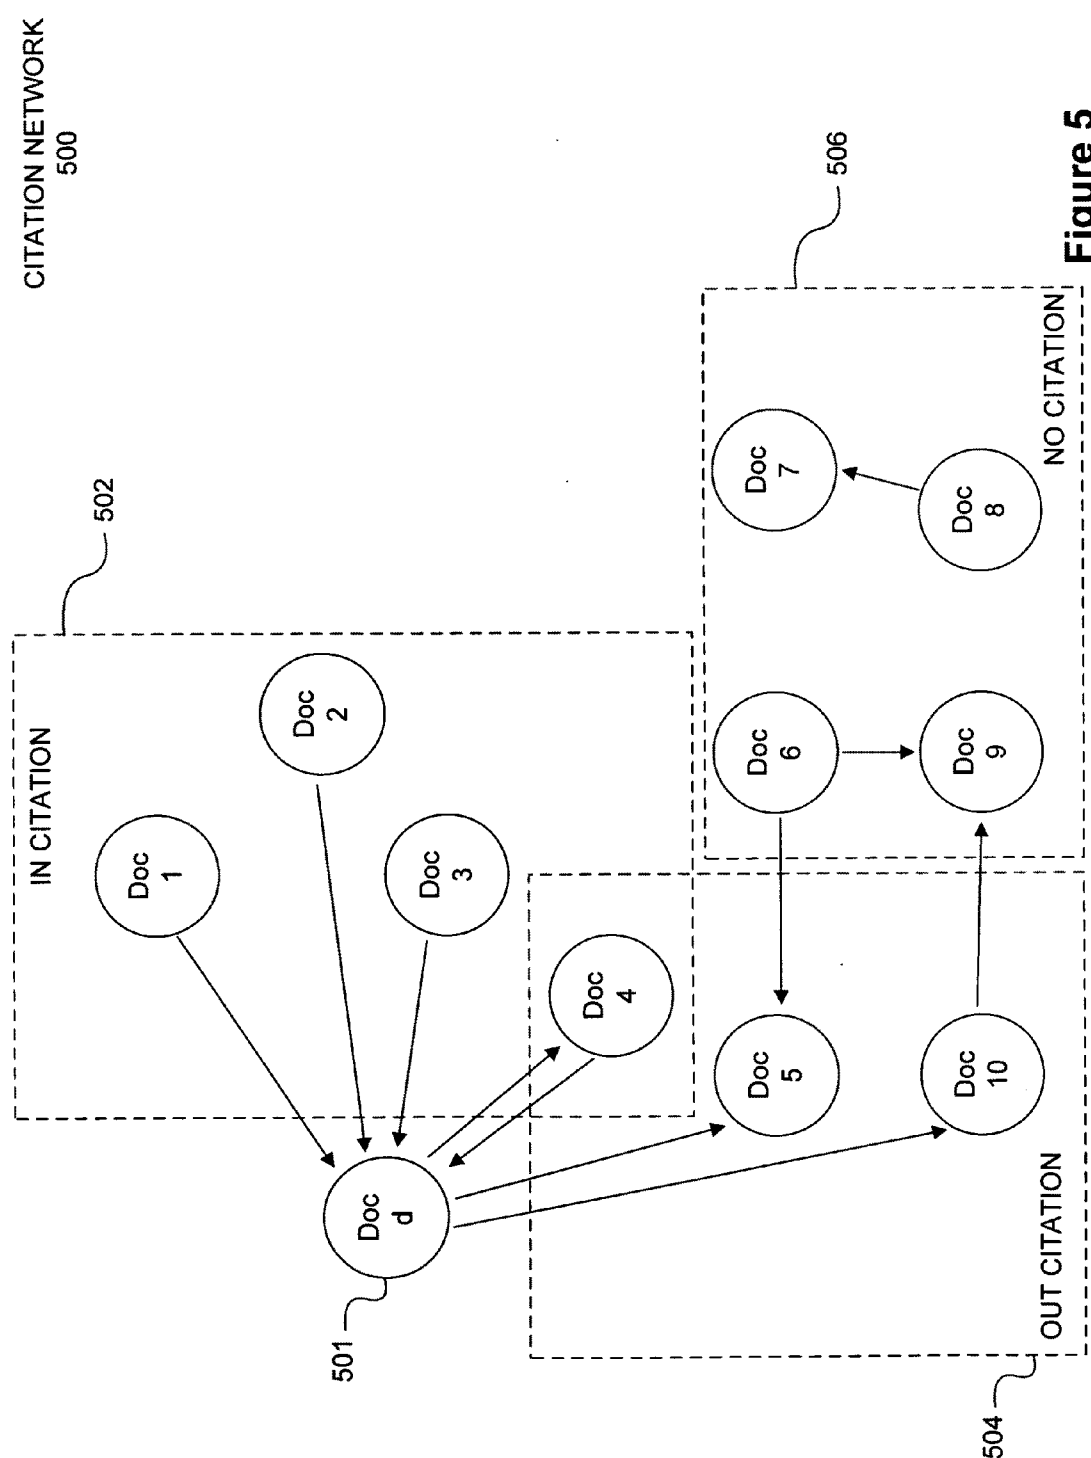 CITATION NETWORK
500
502
IN CITATION
Doc
1
Doc
2
Doc
3
Doc
4
Doc
d
501
506
NO CITATION
Doc
7
Doc
8
Doc
6
Doc
9
Doc
5
Doc
10
OUT CITATION
504
Figure 5